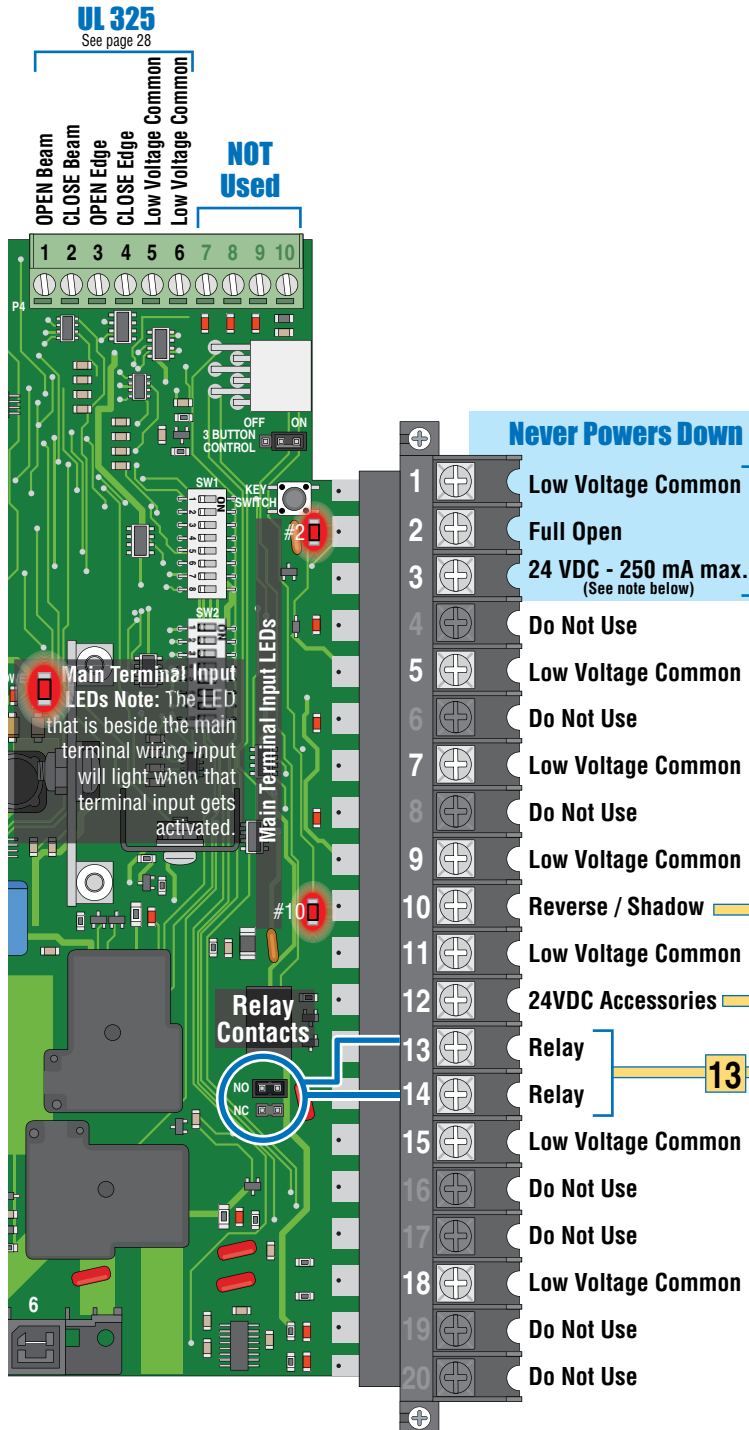 UL 325
See page 28
OPEN Beam
CLOSE Beam
OPEN Edge
CLOSE Edge
Low Voltage Common
Low Voltage Common
NOT
Used
1 2 3 4 5 6 7 8 9 10
P4
OFF ON
3 BUTTON
CONTROL
SW1
KEY
SWITCH
ON
1
2
3
4
5
6
7
8
#2
SW2
ON
Main Terminal Input LEDs
Main Terminal Input
LEDs Note: The LED
that is beside the main
terminal wiring input
will light when that
terminal input gets
activated.
#10
Relay
Contacts
NO
NC
6
Never Powers Down
1 Low Voltage Common
2 Full Open
3 24 VDC - 250 mA max.
(See note below)
4 Do Not Use
5 Low Voltage Common
6 Do Not Use
7 Low Voltage Common
8 Do Not Use
9 Low Voltage Common
10 Reverse / Shadow
11 Low Voltage Common
12 24VDC Accessories
13 Relay
13
14 Relay
15 Low Voltage Common
16 Do Not Use
17 Do Not Use
18 Low Voltage Common
19 Do Not Use
20 Do Not Use